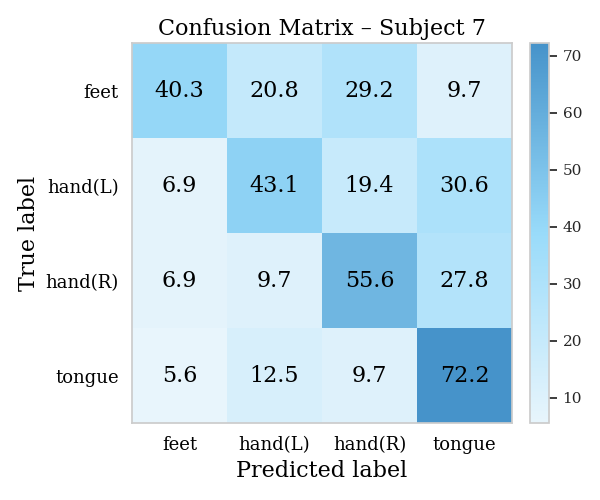 Confusion Matrix – Subject 7
feet 40.3 20.8 29.2 9.7
hand(L) 6.9 43.1 19.4 30.6
hand(R) 6.9 9.7 55.6 27.8
tongue 5.6 12.5 9.7 72.2
feet hand(L) hand(R) tongue
Predicted label
True label
70
60
50
40
30
20
10